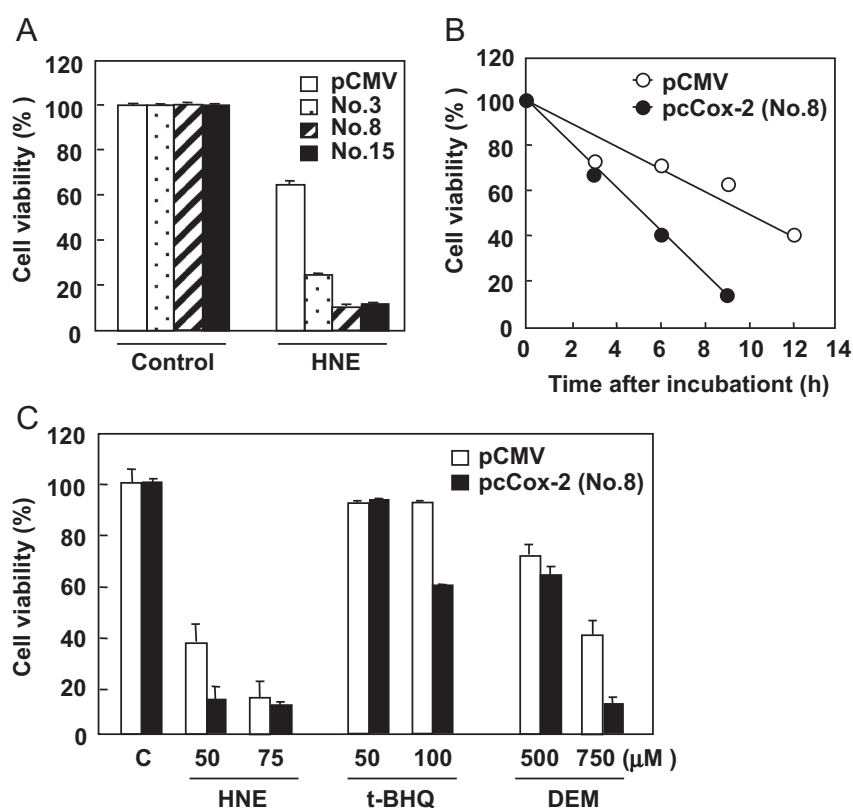 A
Cell viability (% )
120
100
80
60
40
20
0
pCMV
No.3
No.8
No.15
Control
HNE
B
Cell viability (% )
120
100
80
60
40
20
0
pCMV
pcCox-2 (No.8)
0 2 4 6 8 10 12 14
Time after incubationt (h)
C
Cell viability (%)
120
100
80
60
40
20
0
pCMV
pcCox-2 (No.8)
C 50 75 50 100 500 750 (μM )
HNE t-BHQ DEM